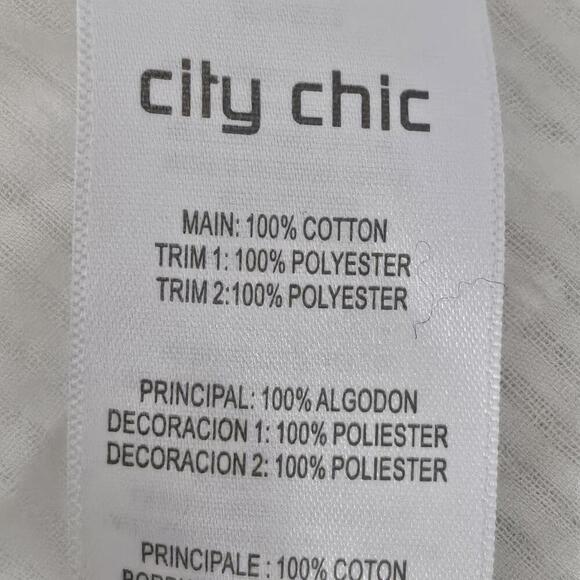 city chic
MAIN: 100% COTTON
TRIM 1: 100% POLYESTER
TRIM 2:100% POLYESTER
PRINCIPAL: 100% ALGODON
DECORACION 1: 100% POLIESTER
DECORACION 2: 100% POLIESTER
PRINCIPALE : 100% COTON